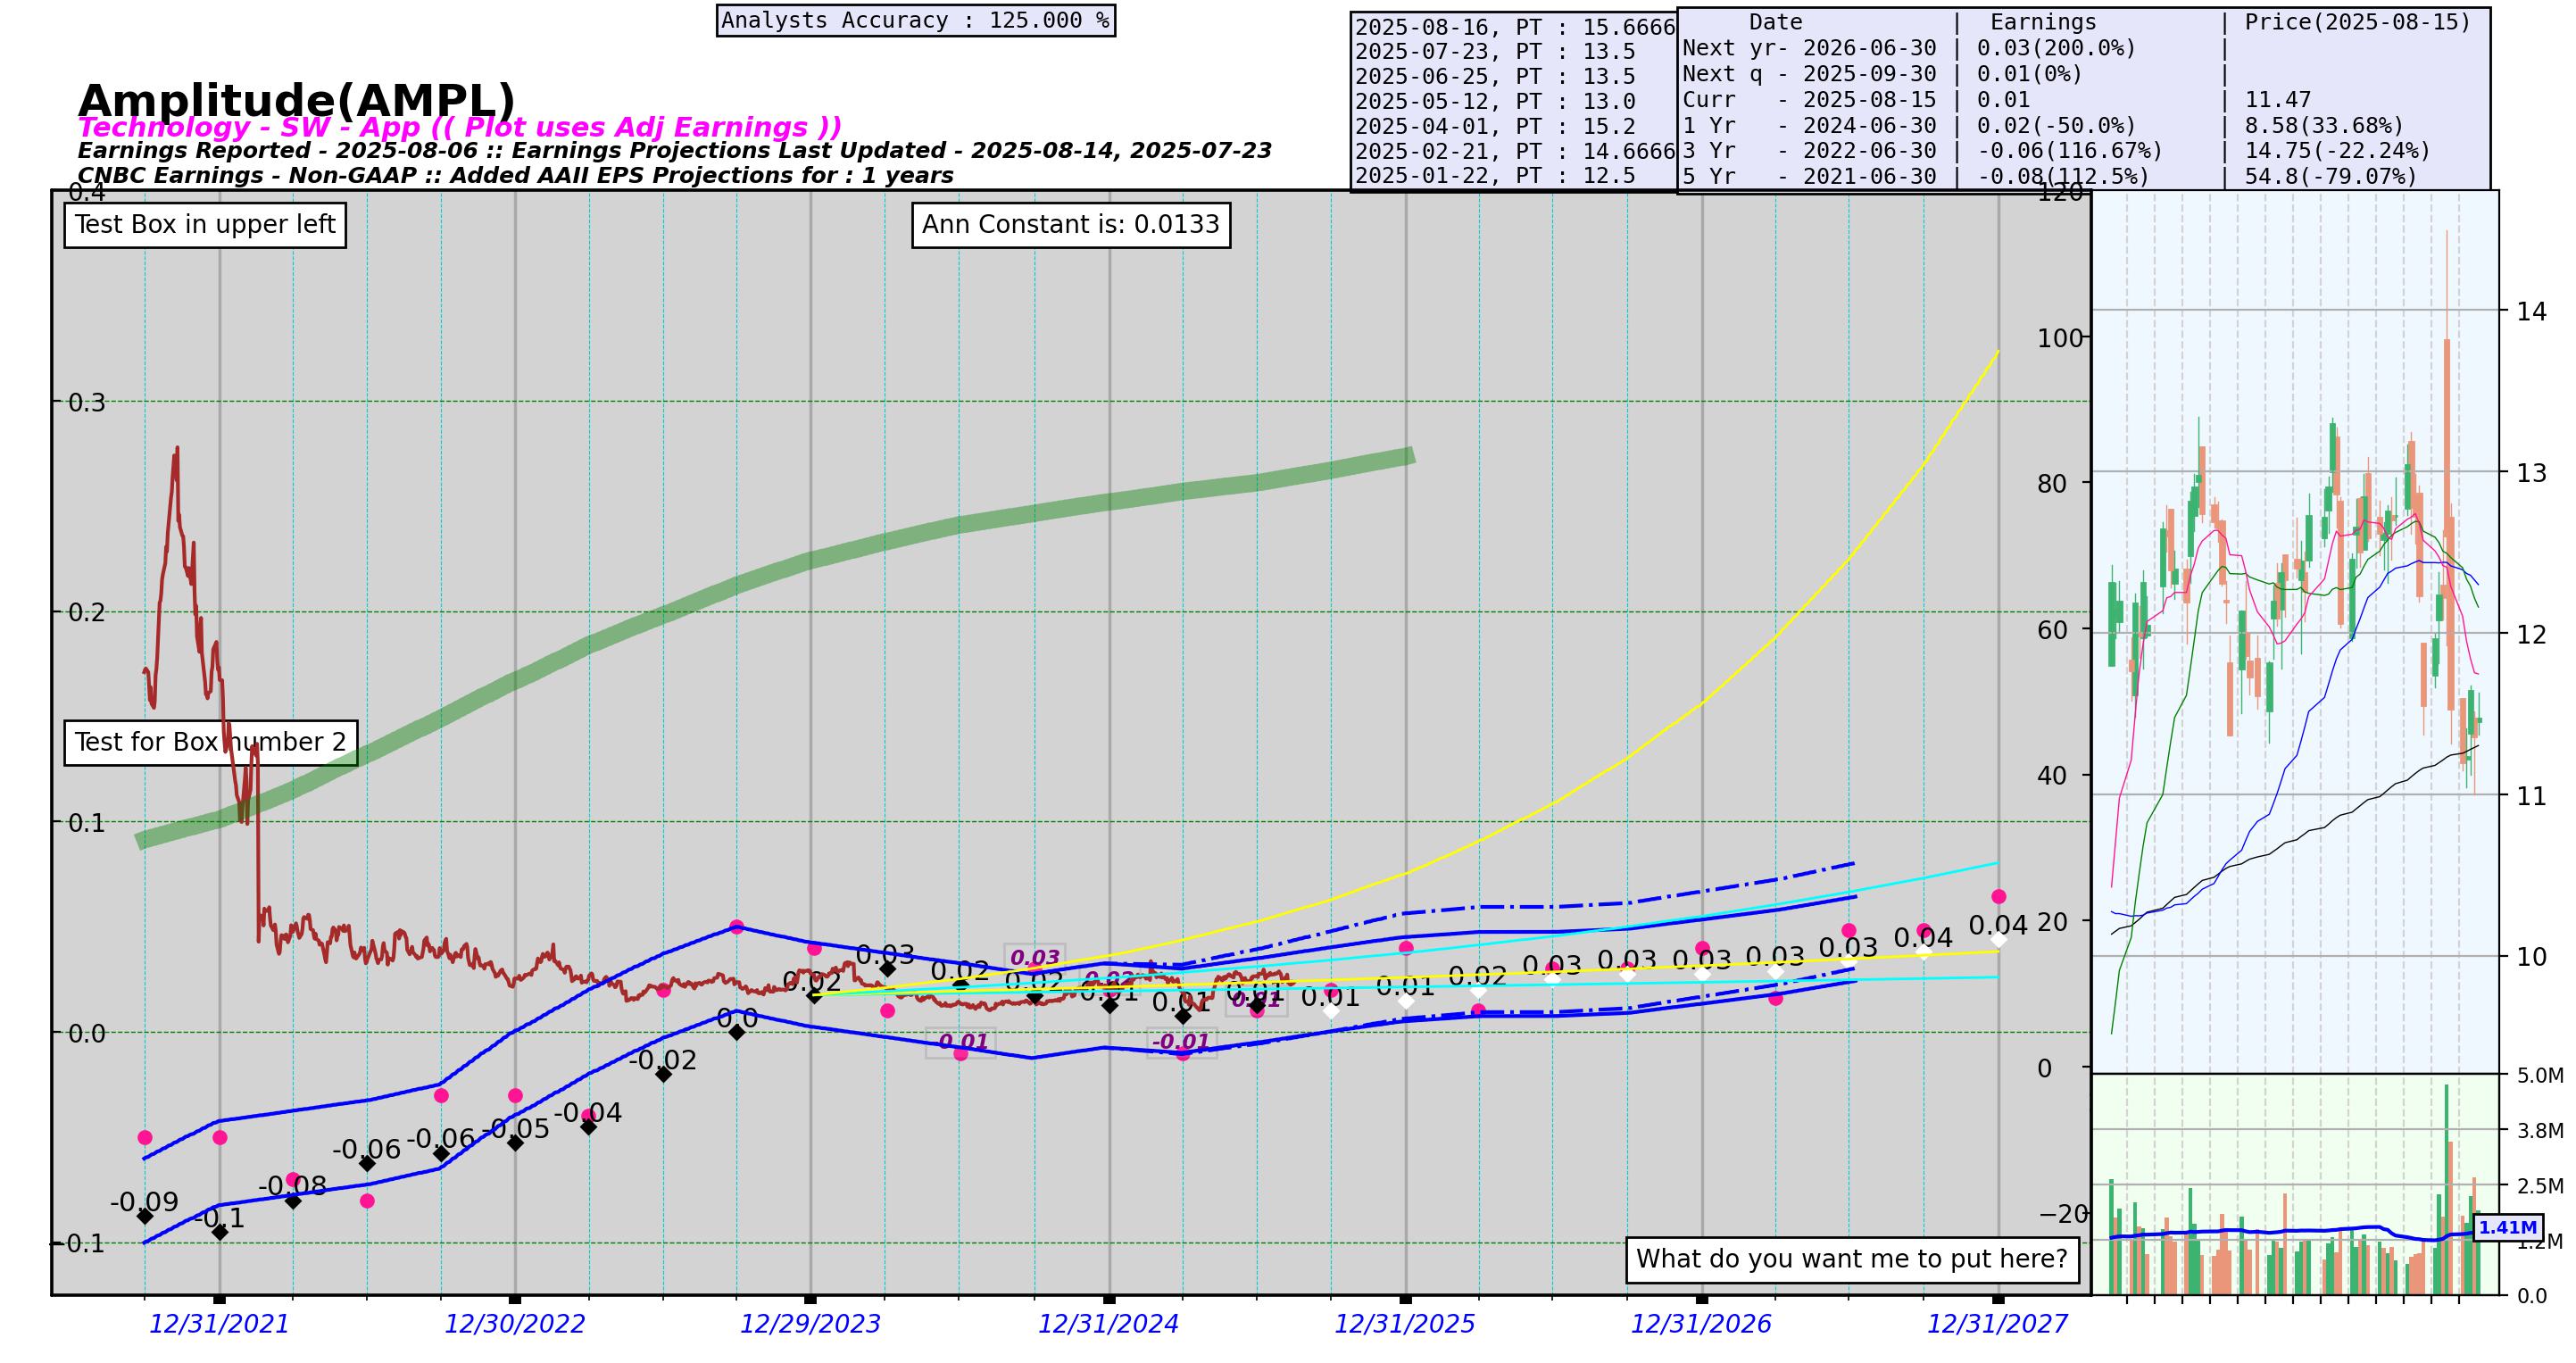 Analysts Accuracy : 125.000 %
2025-08-16, PT : 15.6666
2025-07-23, PT : 13.5
2025-06-25, PT : 13.5
2025-05-12, PT : 13.0
2025-04-01, PT : 15.2
2025-02-21, PT : 14.6666
2025-01-22, PT : 12.5
Date | Earnings | Price(2025-08-15)
Next yr- 2026-06-30 | 0.03(200.0%) |
Next q - 2025-09-30 | 0.01(0%) |
Curr - 2025-08-15 | 0.01 | 11.47
1 Yr - 2024-06-30 | 0.02(-50.0%) | 8.58(33.68%)
3 Yr - 2022-06-30 | -0.06(116.67%) | 14.75(-22.24%)
5 Yr - 2021-06-30 | -0.08(112.5%) | 54.8(-79.07%)
Amplitude(AMPL)
Technology - SW - App (( Plot uses Adj Earnings ))
Earnings Reported - 2025-08-06 :: Earnings Projections Last Updated - 2025-08-14, 2025-07-23
CNBC Earnings - Non-GAAP :: Added AAII EPS Projections for : 1 years
Test Box in upper left
Ann Constant is: 0.0133
Test for Box number 2
What do you want me to put here?
0.4
0.3
0.2
0.1
0.0
-0.1
-0.09
-0.1
-0.08
-0.06
-0.06
-0.05
-0.04
-0.02
0.0
0.02
0.03
0.02
0.02
0.01
0.01
0.01
0.01
0.01
0.02
0.03
0.03
0.03
0.03
0.03
0.04
0.04
0.01
0.03
0.02
-0.01
0.01
120
100
80
60
40
20
0
−20
14
13
12
11
10
5.0M
3.8M
2.5M
1.41M
1.2M
0.0
12/31/2021
12/30/2022
12/29/2023
12/31/2024
12/31/2025
12/31/2026
12/31/2027